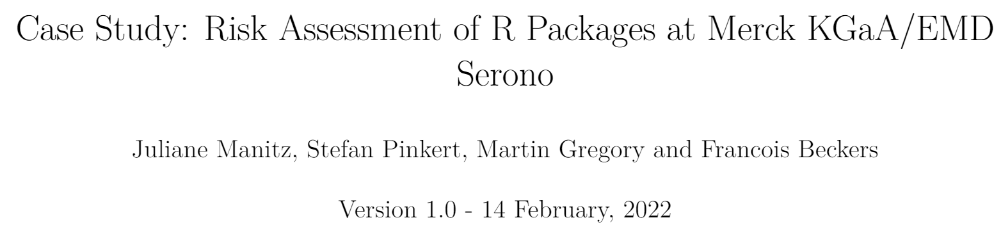 Case Study: Risk Assessment of R Packages at Merck KGaA/EMD
Serono
Juliane Manitz, Stefan Pinkert, Martin Gregory and Francois Beckers
Version 1.0 - 14 February, 2022